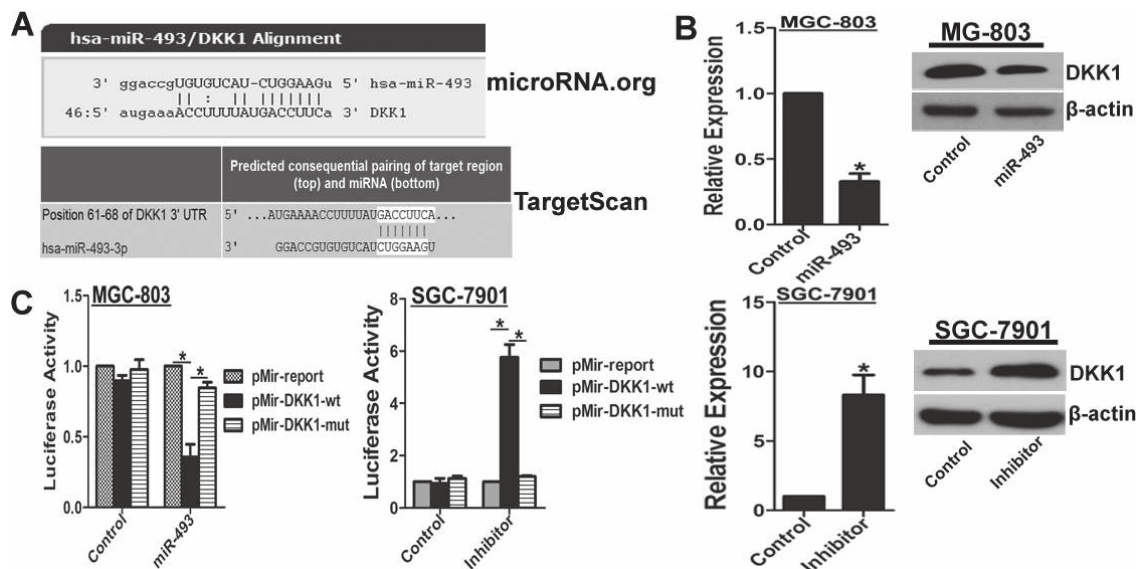 A
hsa-miR-493/DKK1 Alignment
3' ggaccgUGUGUCAU-CUGGAAGu 5' hsa-miR-493
|| : || |||||||
46:5' augaaaACCUUUUAUGACCUUCa 3' DKK1
microRNA.org
Predicted consequential pairing of target region
(top) and miRNA (bottom)
Position 61-68 of DKK1 3' UTR 5' ...AUGAAAACCUUUUAUGACCUUCA...
|||||||
hsa-miR-493-3p 3' GGACCGUGUGUCAUCUGGAAGU
TargetScan
B
MGC-803
Relative Expression
1.5
1.0
0.5
0.0
*
Control
miR-493
MG-803
DKK1
β-actin
Control
miR-493
SGC-7901
Relative Expression
15
10
5
0
*
Control
Inhibitor
SGC-7901
DKK1
β-actin
Control
Inhibitor
C
MGC-803
Luciferase Activity
1.5
1.0
0.5
0.0
*
*
Control
miR-493
pMir-report
pMir-DKK1-wt
pMir-DKK1-mut
SGC-7901
Luciferase Activity
8
6
4
2
0
*
*
Control
Inhibitor
pMir-report
pMir-DKK1-wt
pMir-DKK1-mut